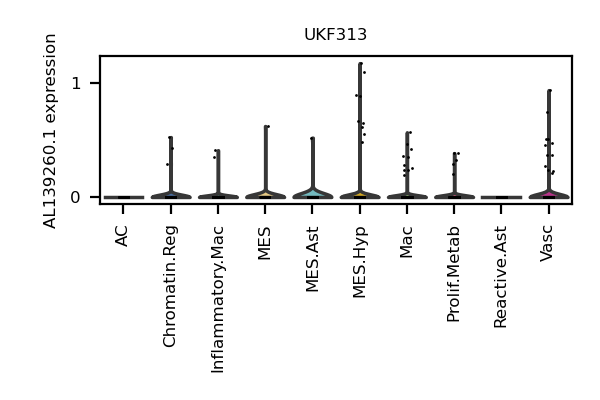 UKF313
AL139260.1 expression
1
0
AC
Chromatin.Reg
Inflammatory.Mac
MES
MES.Ast
MES.Hyp
Mac
Prolif.Metab
Reactive.Ast
Vasc